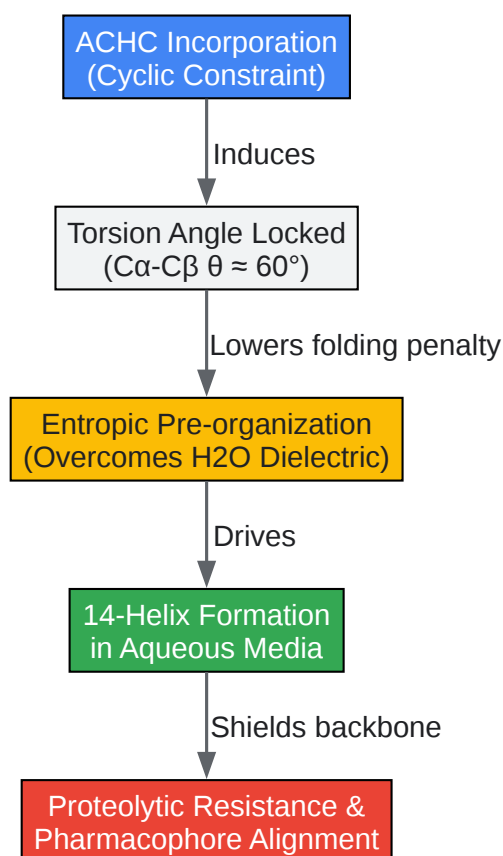 ACHC Incorporation
(Cyclic Constraint)
Induces
Torsion Angle Locked
(Cα-Cβ θ ≈ 60°)
Lowers folding penalty
Entropic Pre-organization
(Overcomes H2O Dielectric)
Drives
14-Helix Formation
in Aqueous Media
Shields backbone
Proteolytic Resistance &
Pharmacophore Alignment